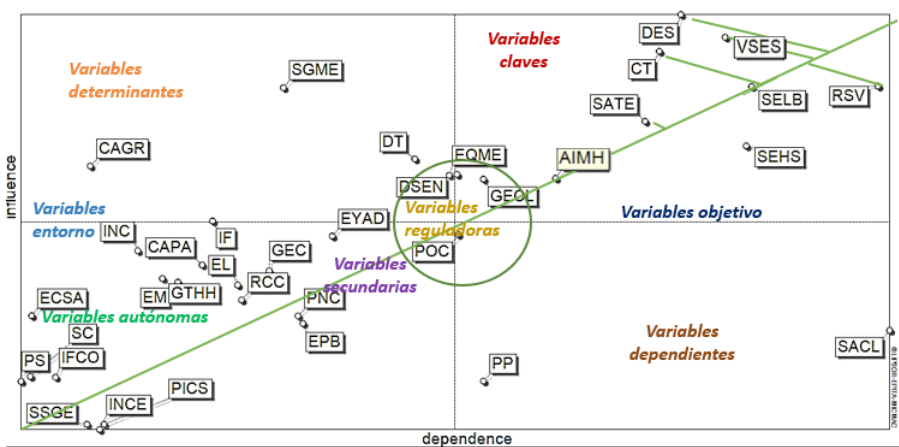 Variables
claves
DES
VSES
CT
SGME
Variables
determinantes
SELB
RSV
SATE
DT
CAGR
EQME
AIMH
SEHS
DSEN
GEOL
influence
Variables
entorno
Variables
reguladoras
Variables objetivo
EYAD
INC
IF
CAPA
GEC
POC
EL
Variables
secundarias
RCC
ECSA
EM
GTHH
PNC
Variables autónomas
SC
EPB
Variables
dependientes
SACL
PS
IFCO
PP
PICS
SSGE
INCE
dependence